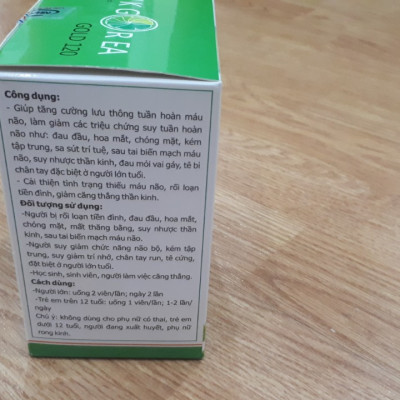 GOLD 120
Công dụng:
- Giúp tăng cường lưu thông tuần hoàn máu
não, làm giảm các triệu chứng suy tuần hoàn
não như: đau đầu, hoa mắt, chóng mặt, kém
tập trung, sa sút trí tuệ, sau tai biến mạch máu
não, suy nhược thần kinh, đau mỏi vai gáy, tê bì
chân tay đặc biệt ở người lớn tuổi.
- Cải thiện tình trạng thiếu máu não, rối loạn
tiền đình, giảm căng thẳng thần kinh.
Đối tượng sử dụng:
-Người bị rối loạn tiền đình, đau đầu, hoa mắt,
chóng mặt, mất thăng bằng, suy nhược thần
kinh, sau tai biến mạch máu não.
-Người suy giảm chức năng não bộ, kém tập
trung, suy giảm trí nhớ, chân tay run, tê cứng,
đặt biệt ở người lớn tuổi.
-Học sinh, sinh viên, người làm việc căng thẳng.
Cách dùng:
-Người lớn: uống 2 viên/lần; ngày 2 lần
-Trẻ em trên 12 tuổi: uống 1 viên/lần; 1-2 lần/
ngày
Chú ý: không dùng cho phụ nữ có thai, trẻ em
dưới 12 tuổi, người đang xuất huyết, phụ nữ
rong kinh.